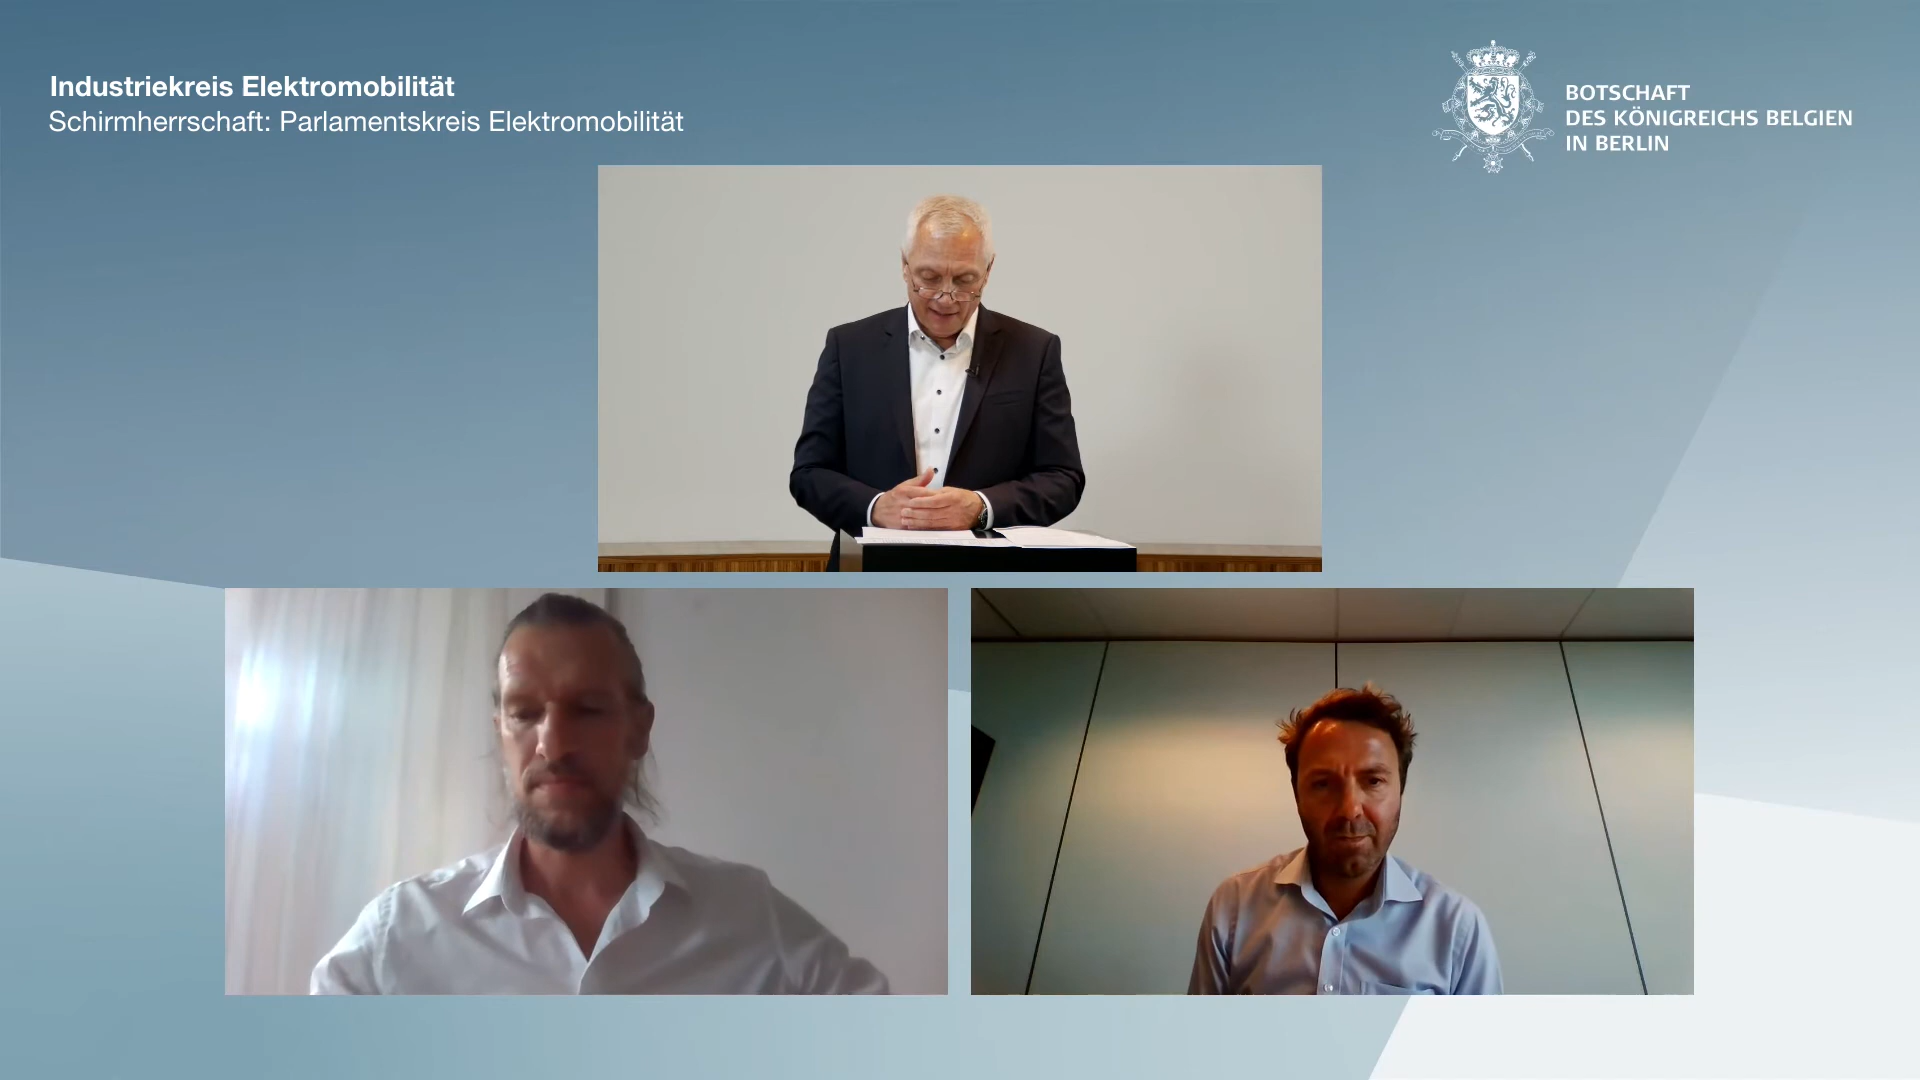 Industriekreis Elektromobilität
Schirmherrschaft: Parlamentskreis Elektromobilität
BOTSCHAFT
DES KÖNIGREICHS BELGIEN
IN BERLIN